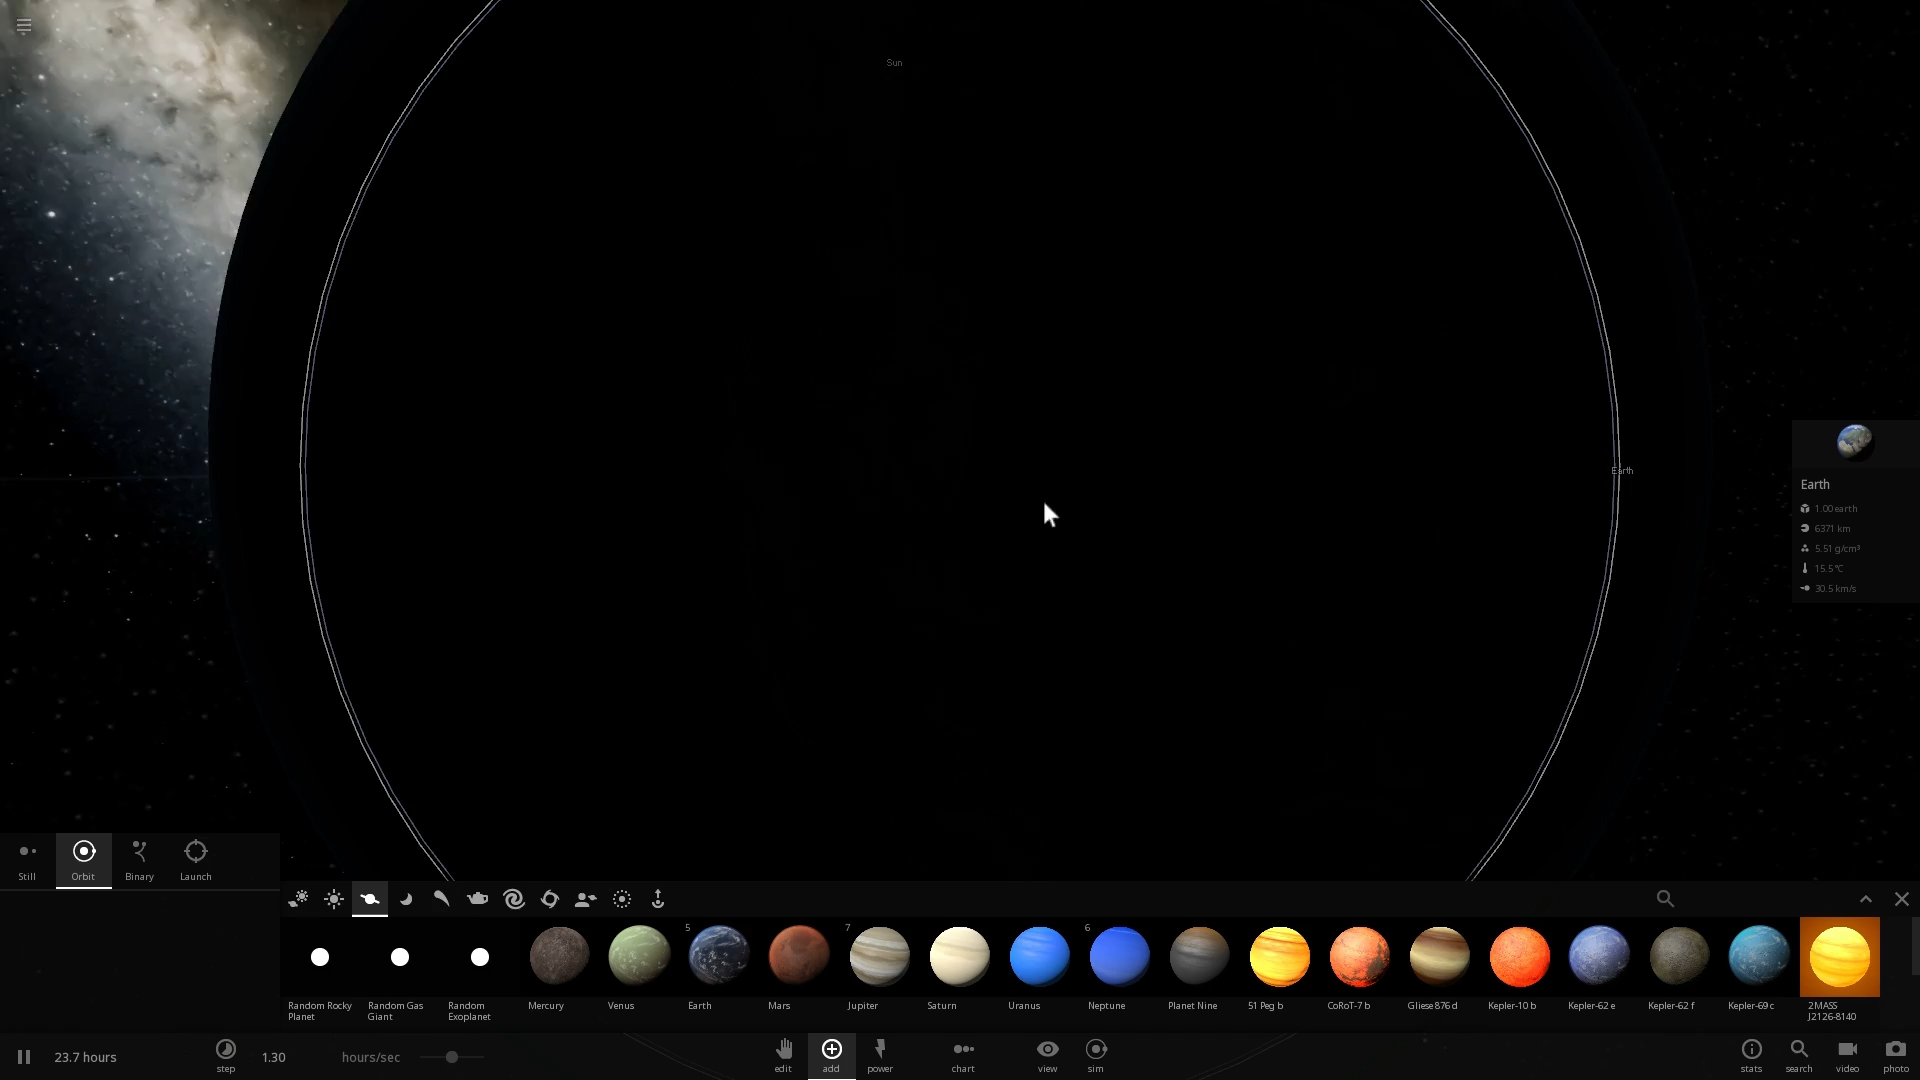 Sun
Earth
Earth
1.00 earth
6371 km
5.51 g/cm³
15.5 °C
30.5 km/s
Still
Orbit
Binary
Launch
5
7
6
Random Rocky Planet
Random Gas Giant
Random Exoplanet
Mercury
Venus
Earth
Mars
Jupiter
Saturn
Uranus
Neptune
Planet Nine
51 Peg b
CoRoT-7 b
Gliese 876 d
Kepler-10 b
Kepler-62 e
Kepler-62 f
Kepler-69 c
2MASS J2126-8140
23.7 hours
step
1.30
hours/sec
edit
add
power
chart
view
sim
stats
search
video
photo